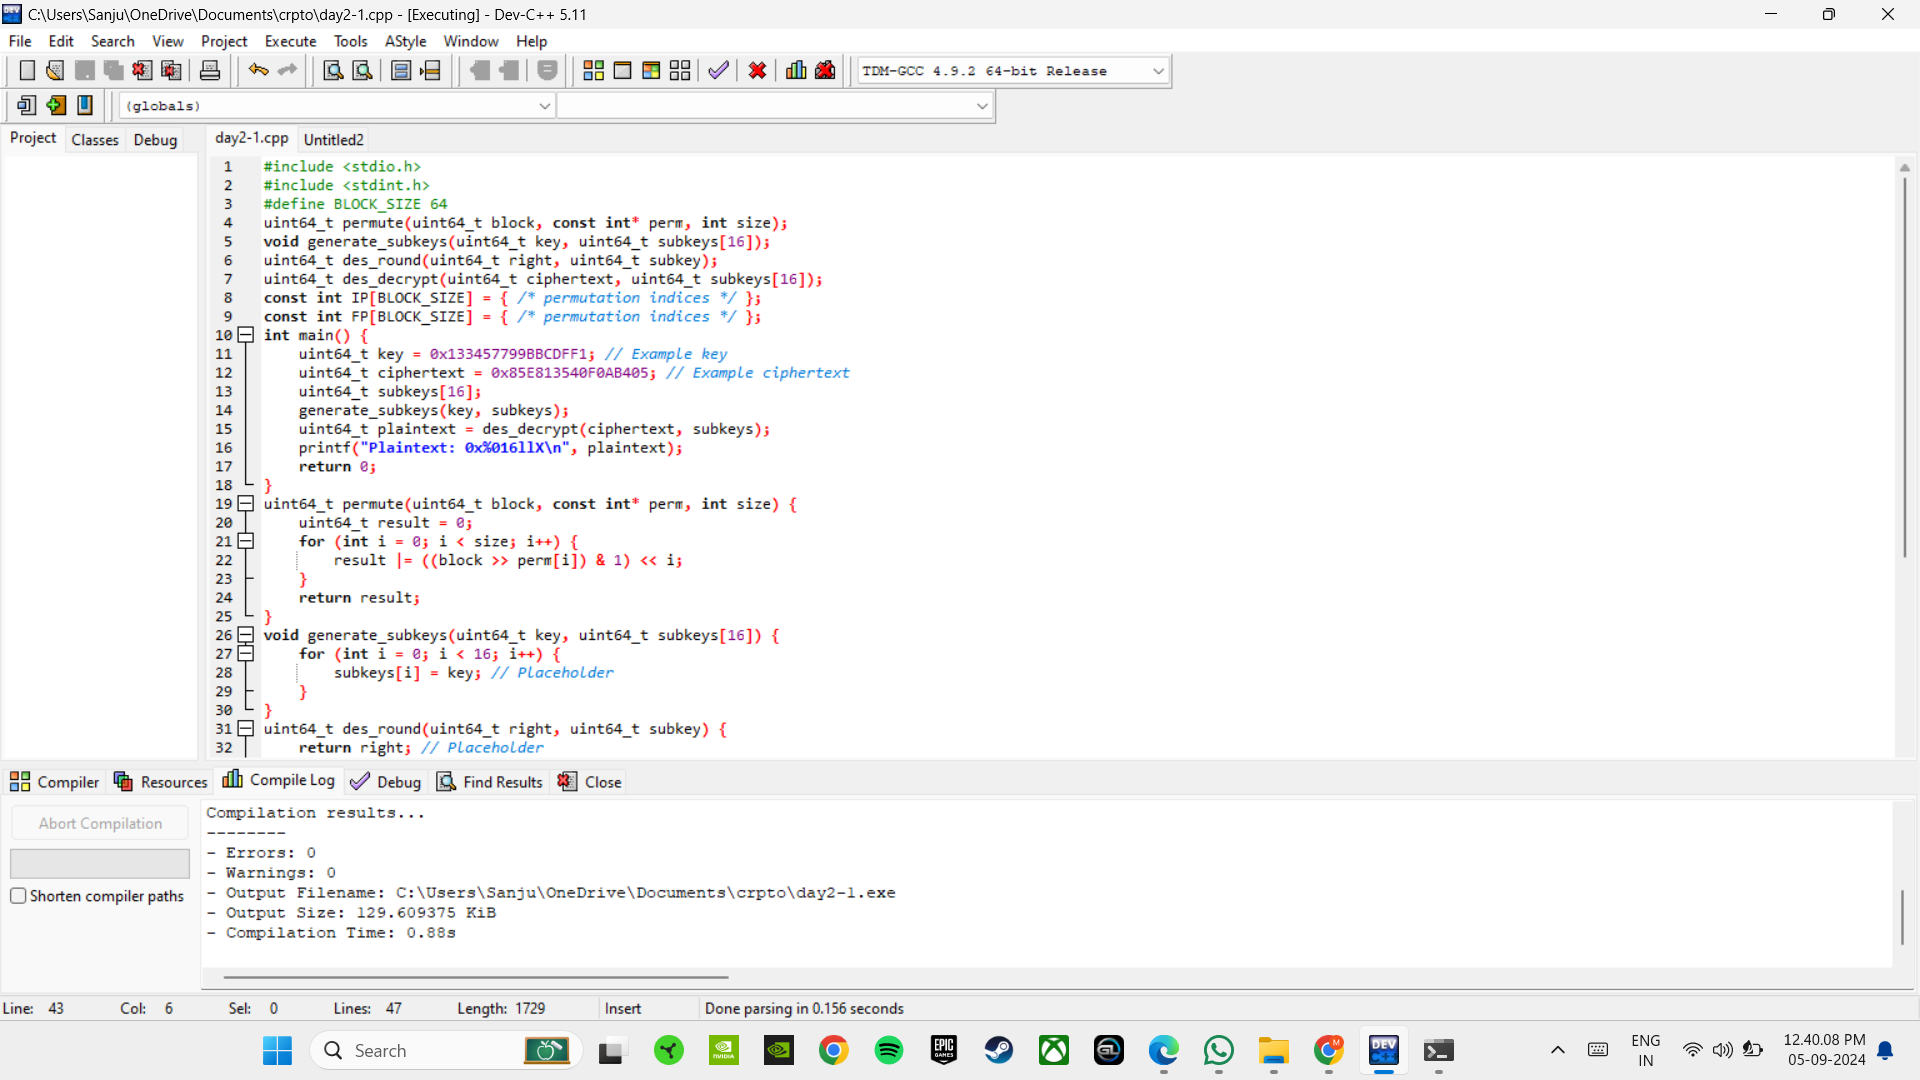 C:\Users\Sanju\OneDrive\Documents\crpto\day2-1.cpp - [Executing] - Dev-C++ 5.11
File Edit Search View Project Execute Tools AStyle Window Help
TDM-GCC 4.9.2 64-bit Release
(globals)
Project Classes Debug day2-1.cpp Untitled2
1 #include <stdio.h>
2 #include <stdint.h>
3 #define BLOCK_SIZE 64
4 uint64_t permute(uint64_t block, const int* perm, int size);
5 void generate_subkeys(uint64_t key, uint64_t subkeys[16]);
6 uint64_t des_round(uint64_t right, uint64_t subkey);
7 uint64_t des_decrypt(uint64_t ciphertext, uint64_t subkeys[16]);
8 const int IP[BLOCK_SIZE] = { /* permutation indices */ };
9 const int FP[BLOCK_SIZE] = { /* permutation indices */ };
10 int main() {
11 uint64_t key = 0x133457799BBCDFF1; // Example key
12 uint64_t ciphertext = 0x85E813540F0AB405; // Example ciphertext
13 uint64_t subkeys[16];
14 generate_subkeys(key, subkeys);
15 uint64_t plaintext = des_decrypt(ciphertext, subkeys);
16 printf("Plaintext: 0x%016llX\n", plaintext);
17 return 0;
18 }
19 uint64_t permute(uint64_t block, const int* perm, int size) {
20 uint64_t result = 0;
21 for (int i = 0; i < size; i++) {
22 result |= ((block >> perm[i]) & 1) << i;
23 }
24 return result;
25 }
26 void generate_subkeys(uint64_t key, uint64_t subkeys[16]) {
27 for (int i = 0; i < 16; i++) {
28 subkeys[i] = key; // Placeholder
29 }
30 }
31 uint64_t des_round(uint64_t right, uint64_t subkey) {
32 return right; // Placeholder
Compiler Resources Compile Log Debug Find Results Close
Abort Compilation
Shorten compiler paths
Compilation results...
--------
- Errors: 0
- Warnings: 0
- Output Filename: C:\Users\Sanju\OneDrive\Documents\crpto\day2-1.exe
- Output Size: 129.609375 KiB
- Compilation Time: 0.88s
Line: 43 Col: 6 Sel: 0 Lines: 47 Length: 1729 Insert Done parsing in 0.156 seconds
Search
NVIDIA
EPIC GAMES
GL
M
DEV
ENG
IN
12.40.08 PM
05-09-2024